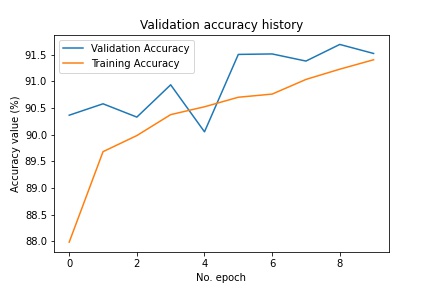 Validation accuracy history
Validation Accuracy
Training Accuracy
Accuracy value (%)
91.5
91.0
90.5
90.0
89.5
89.0
88.5
88.0
0 2 4 6 8
No. epoch